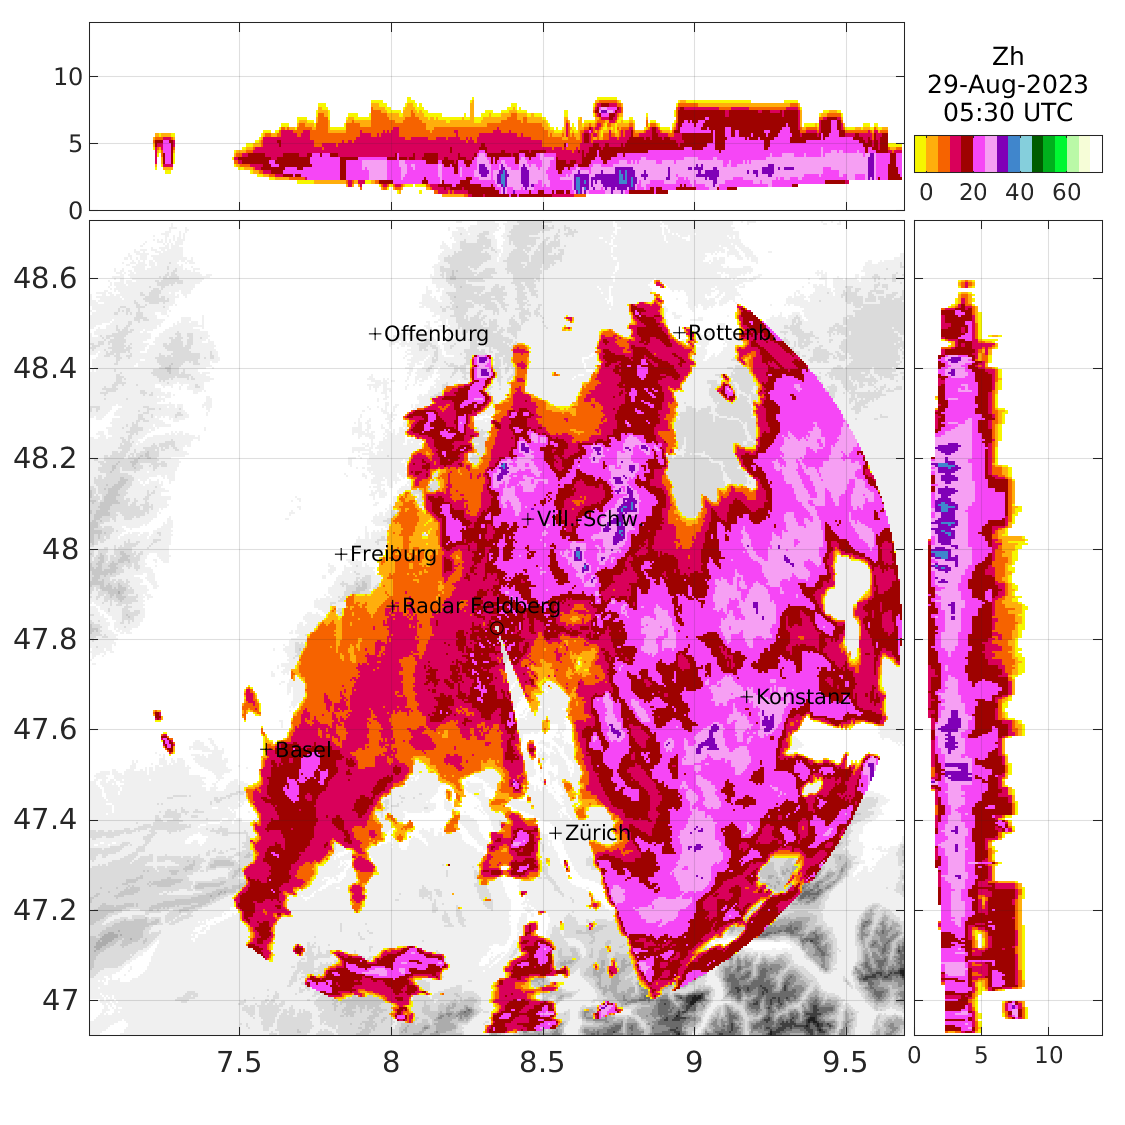 Zh
29-Aug-2023
05:30 UTC
0 20 40 60
10
5
0
48.6
48.4
48.2
48
47.8
47.6
47.4
47.2
47
+Offenburg
+Rottenb.
+Vill.-Schw
+Freiburg
+Radar Feldberg
+Konstanz
+Basel
+Zürich
7.5 8 8.5 9 9.5
0 5 10